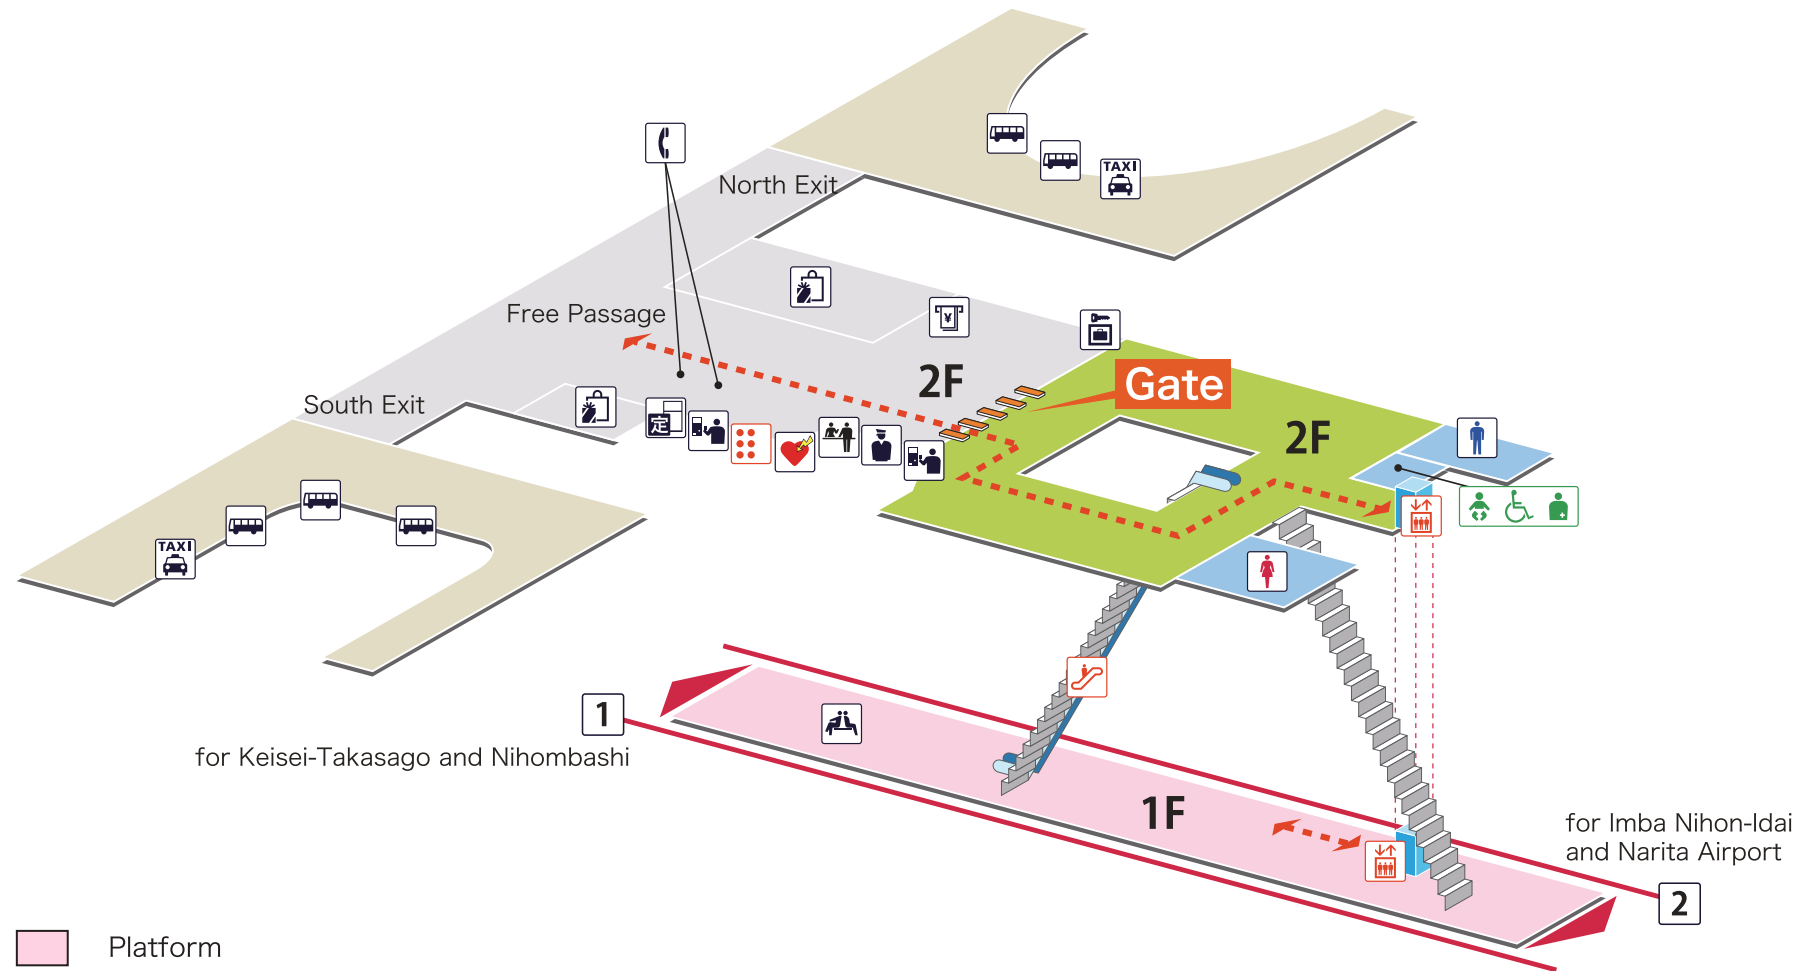 TAXI
North Exit
¥
Free Passage
2F
Gate
South Exit
定
2F
TAXI
1
for Keisei-Takasago and Nihombashi
1F
for Imba Nihon-Idai
and Narita Airport
2
Platform